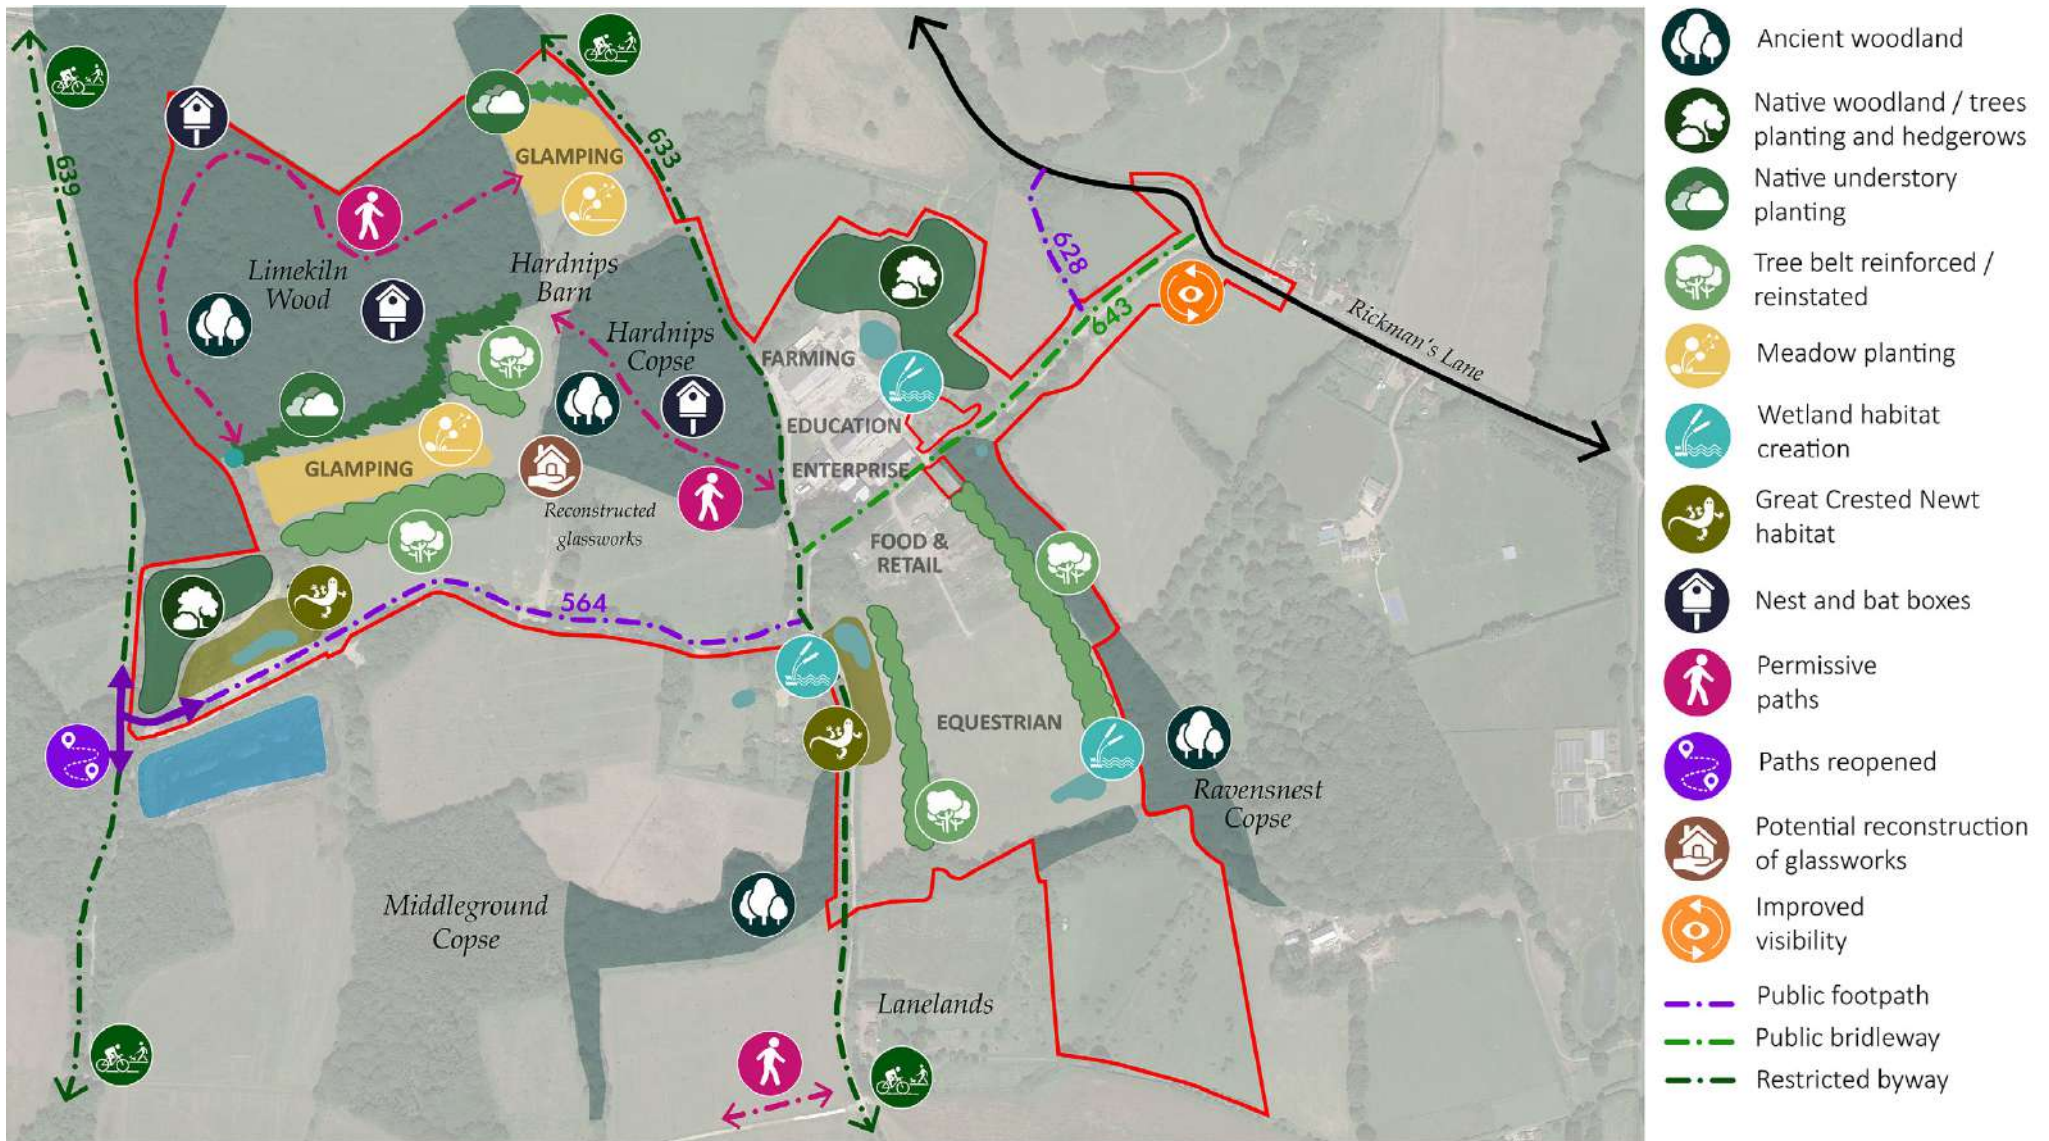 639
633
GLAMPING
Limekiln
Wood
Hardnips
Barn
Hardnips
Copse
628
643
Rickman's Lane
FARMING
EDUCATION
ENTERPRISE
GLAMPING
Reconstructed
glassworks
FOOD &
RETAIL
564
EQUESTRIAN
Ravensnest
Copse
Middleground
Copse
Lanelands
Ancient woodland
Native woodland / trees
planting and hedgerows
Native understory
planting
Tree belt reinforced /
reinstated
Meadow planting
Wetland habitat
creation
Great Crested Newt
habitat
Nest and bat boxes
Permissive
paths
Paths reopened
Potential reconstruction
of glassworks
Improved
visibility
Public footpath
Public bridleway
Restricted byway